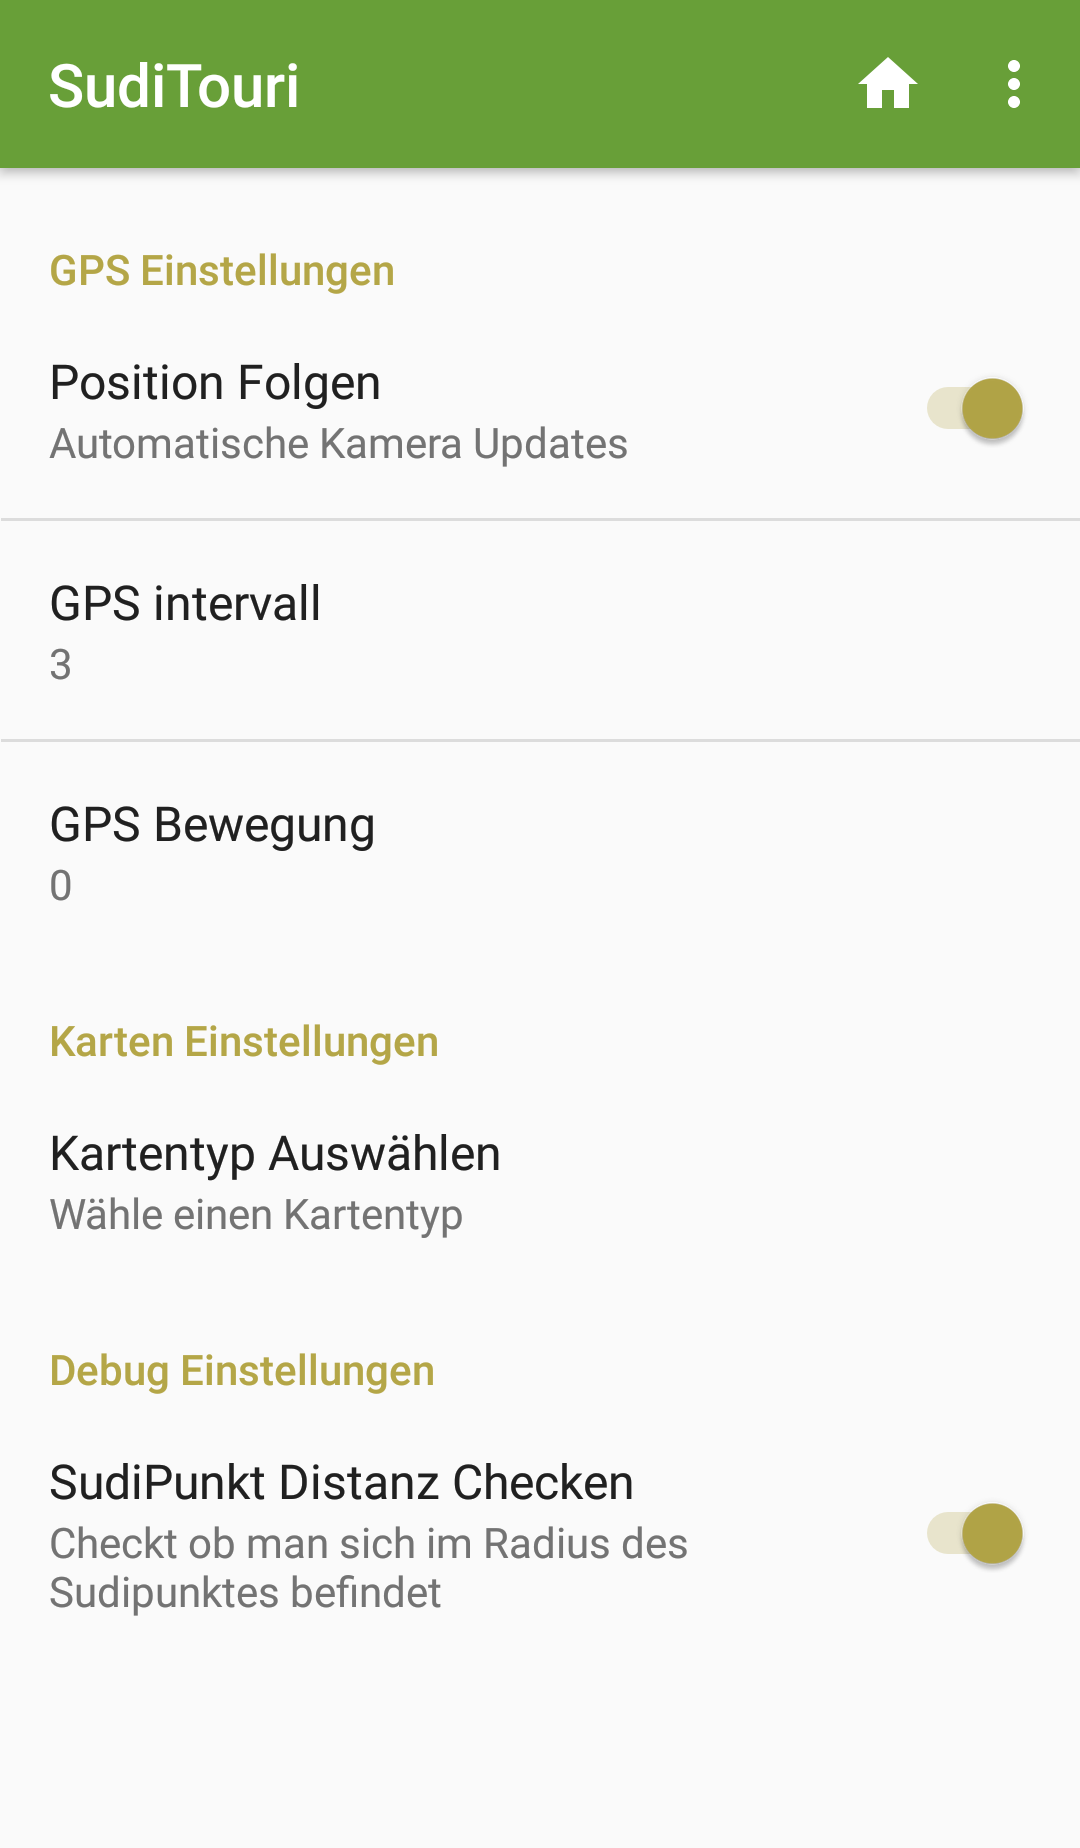 SudiTouri
GPS Einstellungen
Position Folgen
Automatische Kamera Updates
GPS intervall
3
GPS Bewegung
0
Karten Einstellungen
Kartentyp Auswählen
Wähle einen Kartentyp
Debug Einstellungen
SudiPunkt Distanz Checken
Checkt ob man sich im Radius des
Sudipunktes befindet